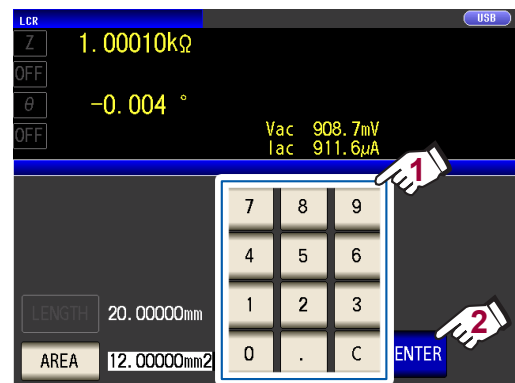 LCR USB
Z 1.00010kΩ
OFF
θ -0.004 °
OFF
Vac 908.7mV
Iac 911.6μA
1
7 8 9
4 5 6
1 2 3
0 . C
LENGTH 20.00000mm
AREA 12.00000mm2
ENTER
2